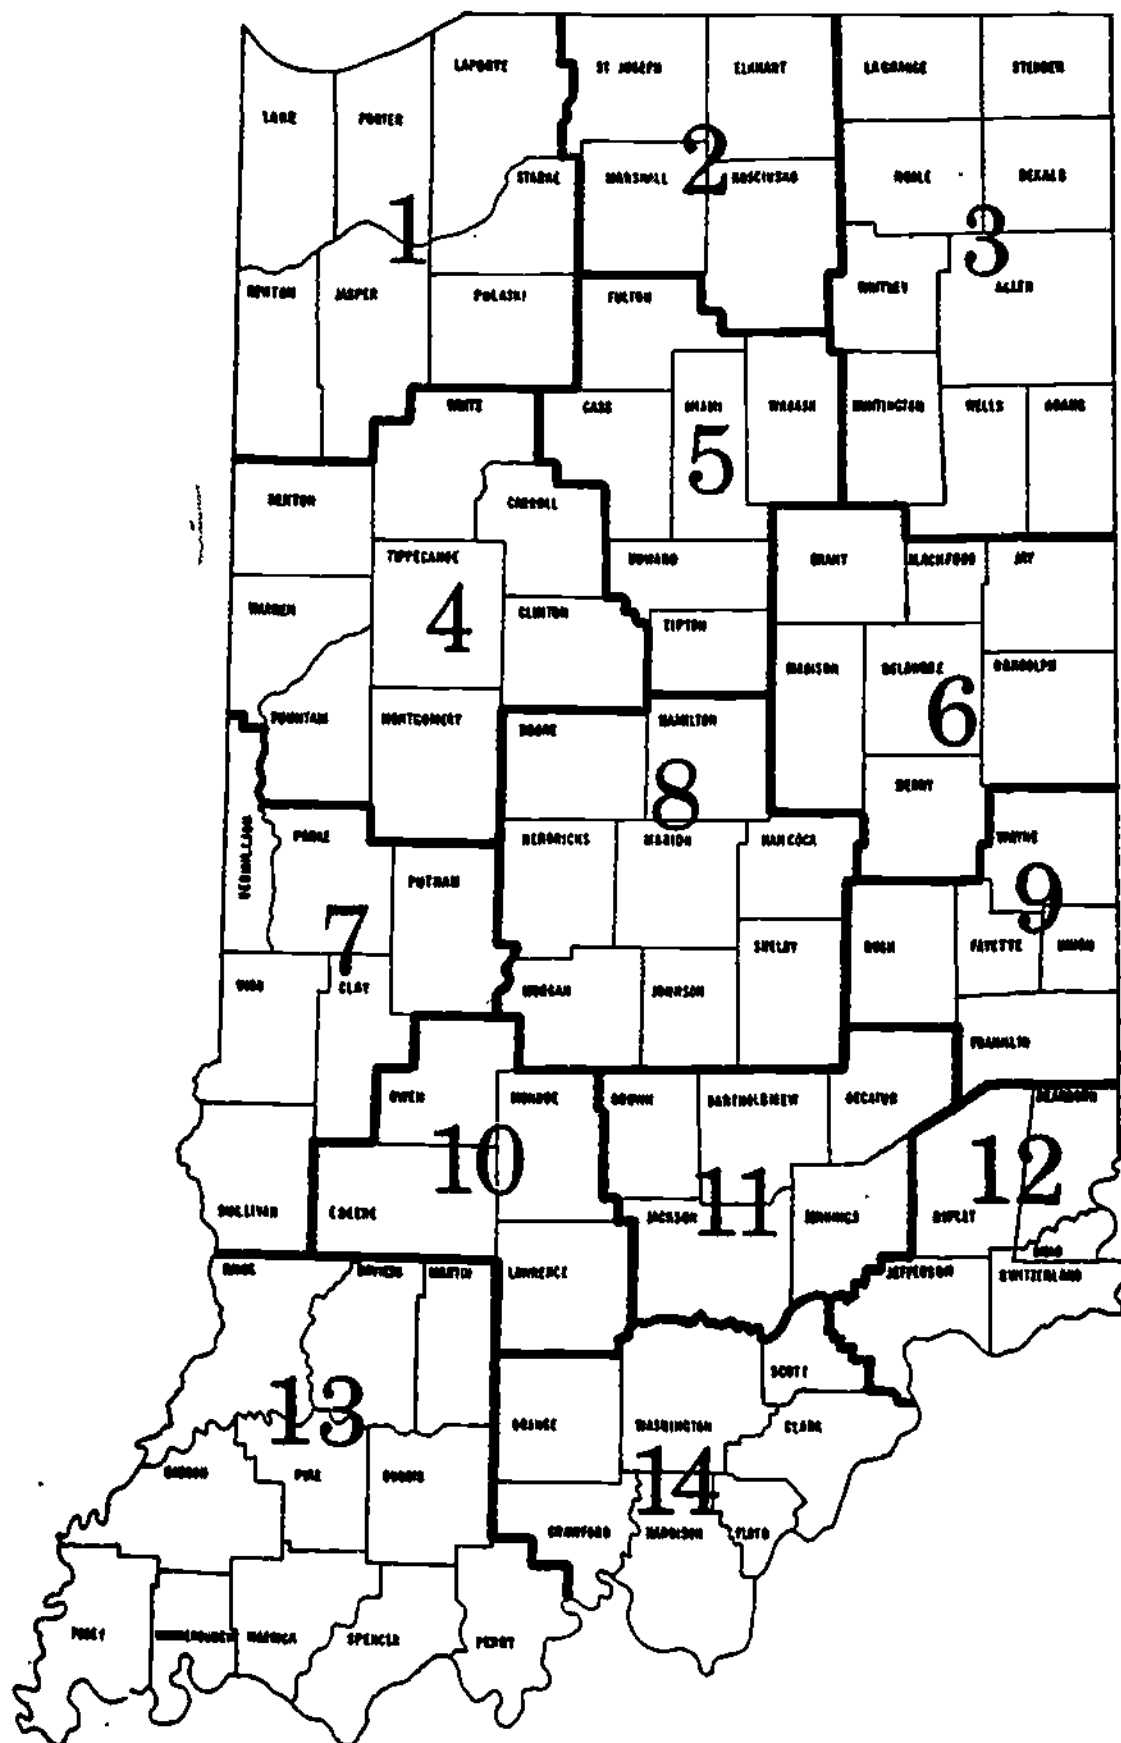 LAPORTE
ST JOSEPH
ELKHART
LAGRANGE
STEUBEN
LAKE
PORTER
STARKE
MARSHALL
2
KOSCIUSKO
NOBLE
DEKALB
1
3
NEWTON
JASPER
PULASKI
FULTON
WHITLEY
ALLEN
WHITE
CASS
MIAMI
WABASH
HUNTINGTON
WELLS
ADAMS
5
BENTON
CARROLL
TIPPECANOE
HOWARD
GRANT
BLACKFORD
JAY
WARREN
4
CLINTON
TIPTON
MADISON
DELAWARE
RANDOLPH
6
FOUNTAIN
MONTGOMERY
BOONE
HAMILTON
HENRY
8
VERMILLION
PARKE
HENDRICKS
MARION
HANCOCK
WAYNE
PUTNAM
9
7
SHELBY
RUSH
FAYETTE
UNION
VIGO
CLAY
MORGAN
JOHNSON
FRANKLIN
OWEN
MONROE
BROWN
BARTHOLOMEW
DECATUR
DEARBORN
10
11
12
SULLIVAN
GREENE
JACKSON
JENNINGS
RIPLEY
OHIO
KNOX
DAVIESS
MARTIN
LAWRENCE
JEFFERSON
SWITZERLAND
13
SCOTT
ORANGE
WASHINGTON
CLARK
GIBSON
PIKE
DUBOIS
14
CRAWFORD
HARRISON
FLOYD
POSEY
VANDERBURGH
WARRICK
SPENCER
PERRY